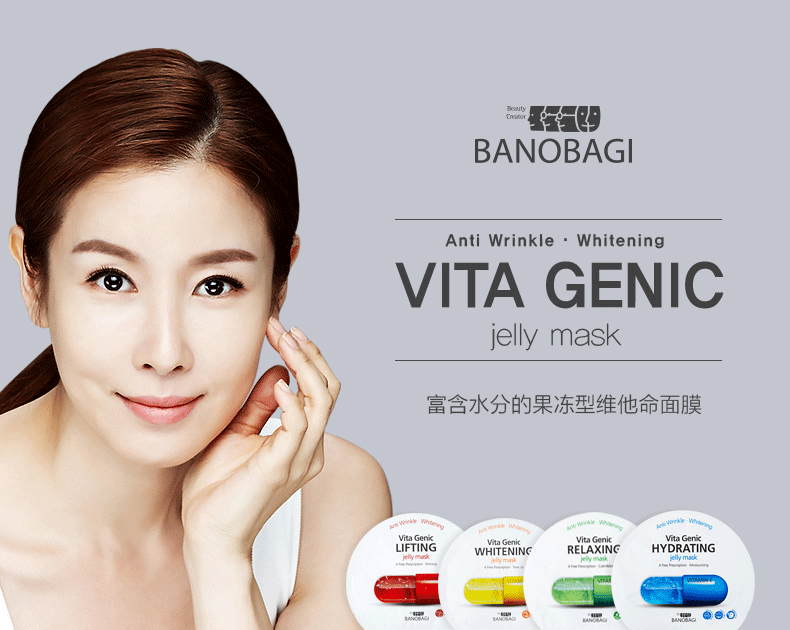 Beauty
Creator
BANOBAGI
Anti Wrinkle · Whitening
VITA GENIC
jelly mask
富含水分的果冻型维他命面膜
Anti Wrinkle · Whitening
Vita Genic
LIFTING
jelly mask
BANOBAGI
Anti Wrinkle · Whitening
Vita Genic
WHITENING
jelly mask
BANOBAGI
Anti Wrinkle · Whitening
Vita Genic
RELAXING
jelly mask
BANOBAGI
Anti Wrinkle · Whitening
Vita Genic
HYDRATING
jelly mask
BANOBAGI